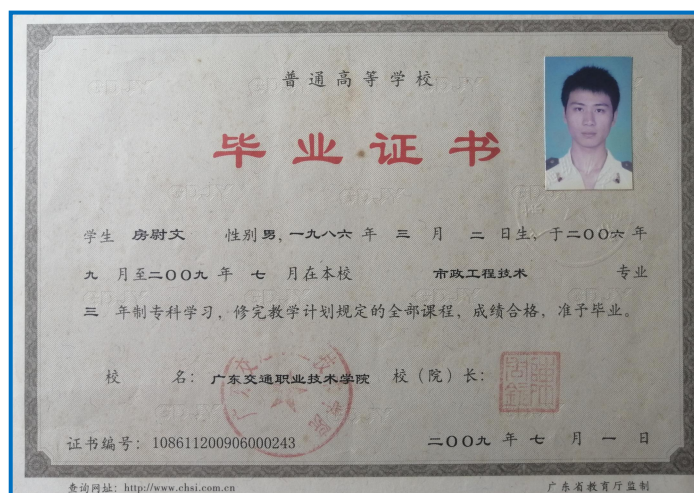 普通高等学校
毕业证书
学生 房尉文 性别男,一九八六年 三 月 二 日生、于二〇〇六年
九 月至二〇〇九 年 七 月在本校 市政工程技术 专业
三 年制专科学习,修完教学计划规定的全部课程,成绩合格,准予毕业。
校 名:广东交通职业技术学院 校(院)长:
证书编号:108611200906000243 二〇〇九 年 七 月 一 日
查询网址:http://www.chsi.com.cn 广东省教育厅监制